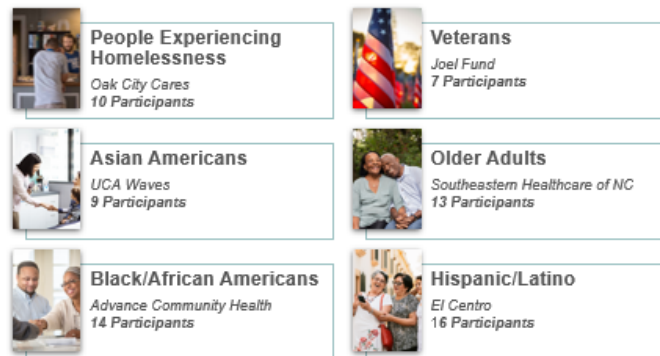 People Experiencing
Homelessness
Oak City Cares
10 Participants
Veterans
Joel Fund
7 Participants
Asian Americans
UCA Waves
9 Participants
Older Adults
Southeastern Healthcare of NC
13 Participants
Black/African Americans
Advance Community Health
14 Participants
Hispanic/Latino
El Centro
16 Participants